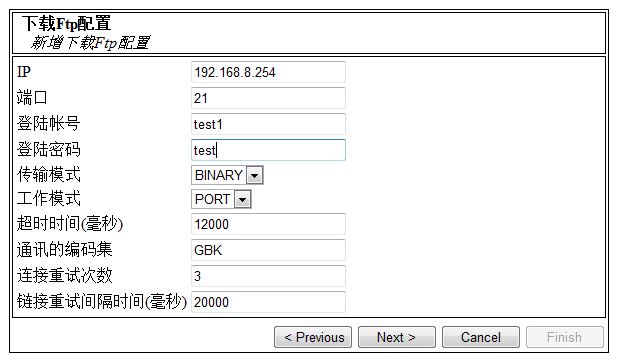 下载Ftp配置
新增下载Ftp配置
IP 192.168.8.254
端口 21
登陆帐号 test1
登陆密码 test
传输模式 BINARY
工作模式 PORT
超时时间(毫秒) 12000
通讯的编码集 GBK
连接重试次数 3
链接重试间隔时间(毫秒) 20000
< Previous Next > Cancel Finish